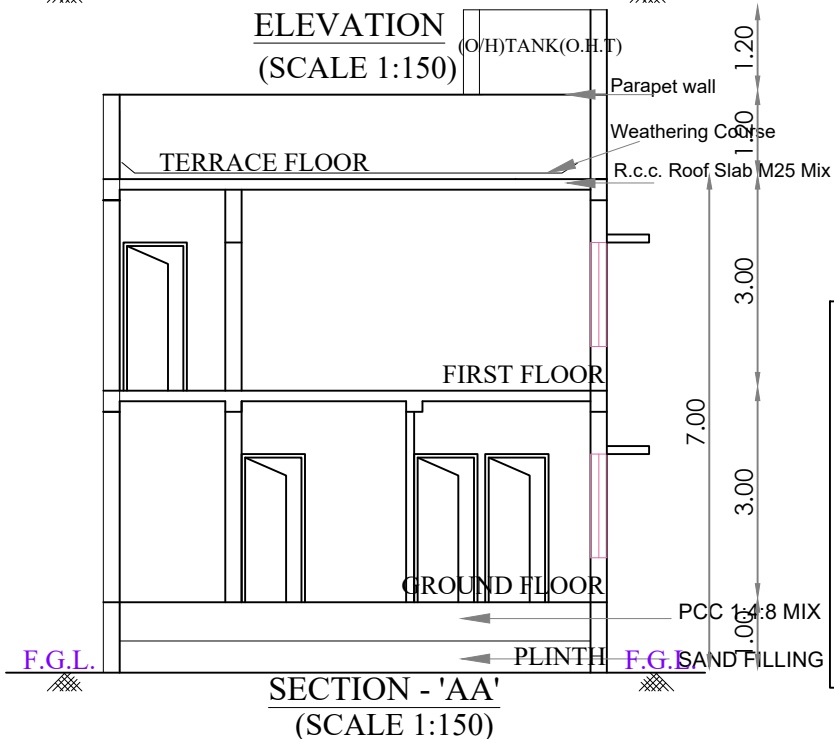 ELEVATION
(SCALE 1:150)
(O/H)TANK(O.H.T)
1.20
Parapet wall
Weathering Course
1.20
TERRACE FLOOR
R.c.c. Roof Slab M25 Mix
3.00
FIRST FLOOR
7.00
3.00
GROUND FLOOR
PCC 1:4:8 MIX
1.00
F.G.L.
PLINTH
F.G.L.
SAND FILLING
SECTION - 'AA'
(SCALE 1:150)